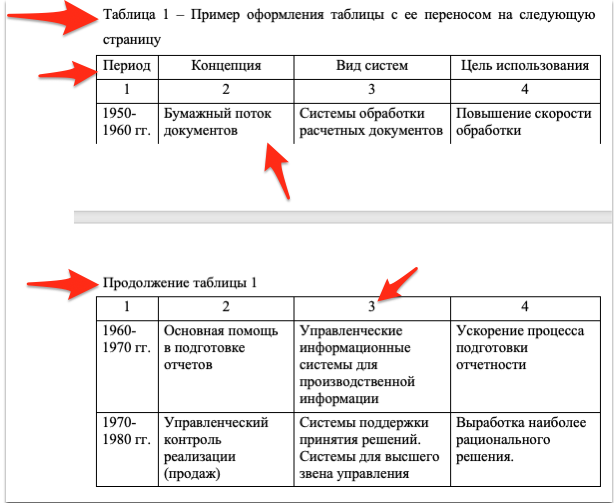 Таблица 1 – Пример оформления таблицы с ее переносом на следующую
страницу
Период Концепция Вид систем Цель использования
1 2 3 4
1950- Бумажный поток Системы обработки Повышение скорости
1960 гг. документов расчетных документов обработки
Продолжение таблицы 1
1 2 3 4
1960- Основная помощь Управленческие Ускорение процесса
1970 гг. в подготовке информационные подготовки
отчетов системы для отчетности
производственной
информации
1970- Управленческий Системы поддержки Выработка наиболее
1980 гг. контроль принятия решений. рационального
реализации Системы для высшего решения.
(продаж) звена управления